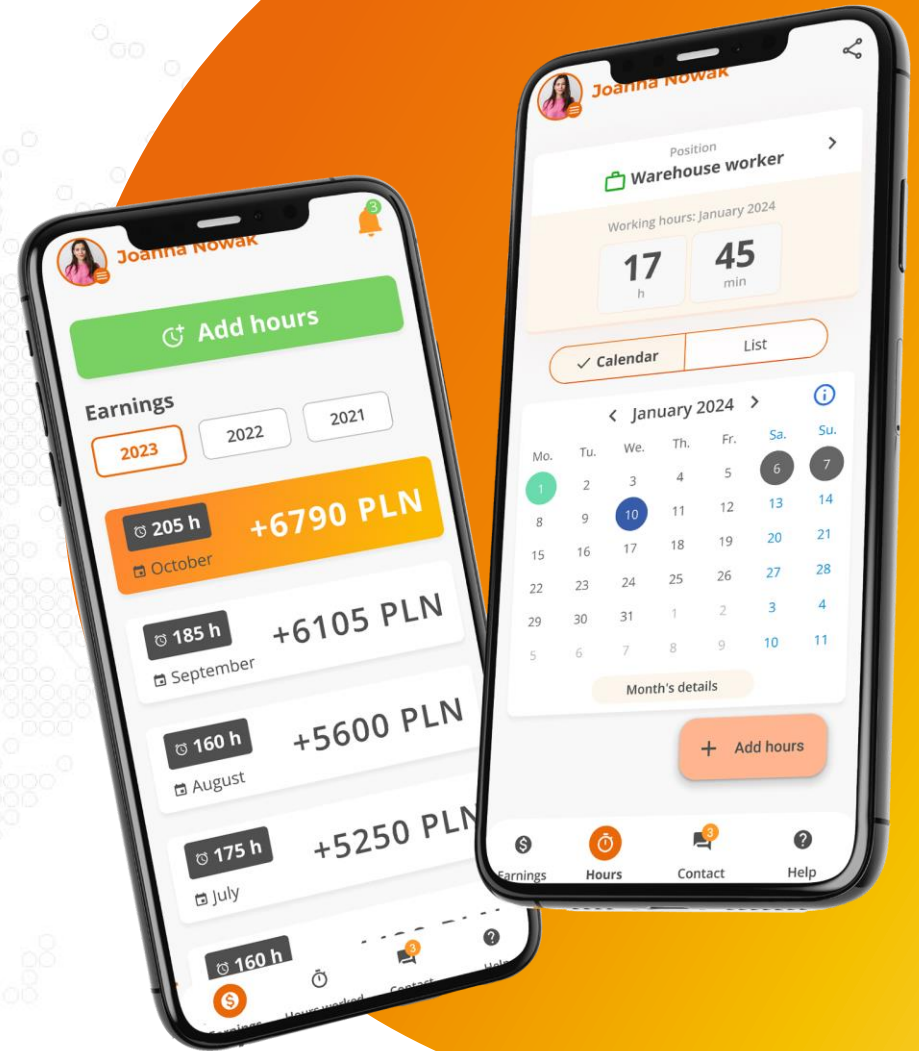 Joanna Nowak
3
Add hours
Earnings
2023 2022 2021
205 h
+6790 PLN
October
185 h
+6105 PLN
September
160 h
+5600 PLN
August
175 h
+5250 PLN
July
160 h
3
Earnings Hours worked Contact Help
Joanna Nowak
Position
Warehouse worker
Working hours: January 2024
17 45
h min
Calendar List
January 2024
Mo. Tu. We. Th. Fr. Sa. Su.
1 2 3 4 5 6 7
8 9 10 11 12 13 14
15 16 17 18 19 20 21
22 23 24 25 26 27 28
29 30 31 1 2 3 4
5 6 7 8 9 10 11
Month's details
+ Add hours
3
Earnings Hours Contact Help